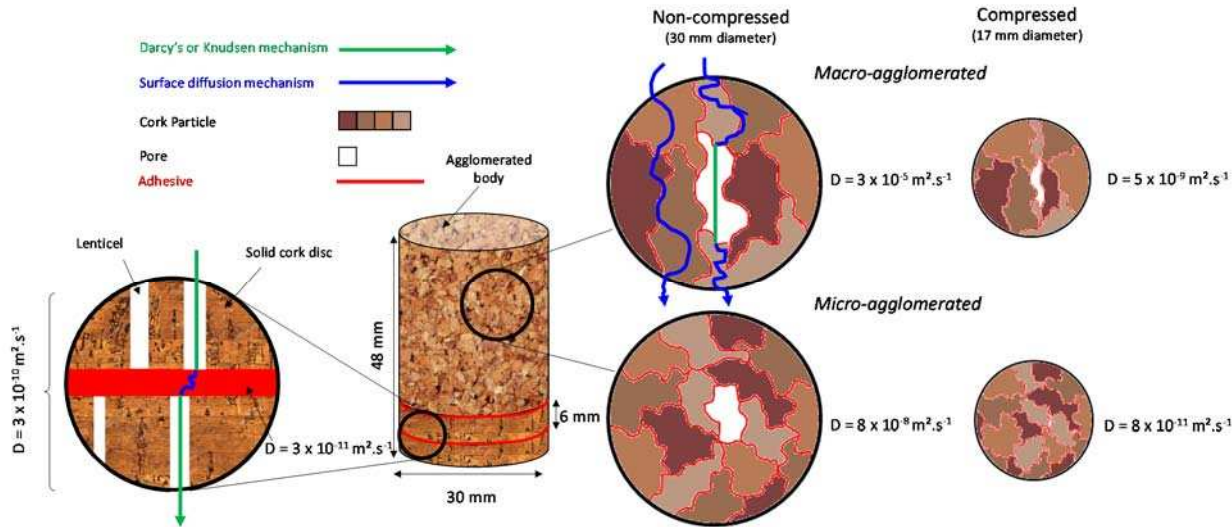 Non-compressed
(30 mm diameter)
Compressed
(17 mm diameter)
Darcy's or Knudsen mechanism
Surface diffusion mechanism
Cork Particle
Pore
Adhesive
Macro-agglomerated
D = 3 x 10⁻⁵ m².s⁻¹
D = 5 x 10⁻⁹ m².s⁻¹
Agglomerated
body
Lenticel
Solid cork disc
48 mm
6 mm
30 mm
D = 3 x 10⁻¹⁰ m².s⁻¹
D = 3 x 10⁻¹¹ m².s⁻¹
Micro-agglomerated
D = 8 x 10⁻⁸ m².s⁻¹
D = 8 x 10⁻¹¹ m².s⁻¹